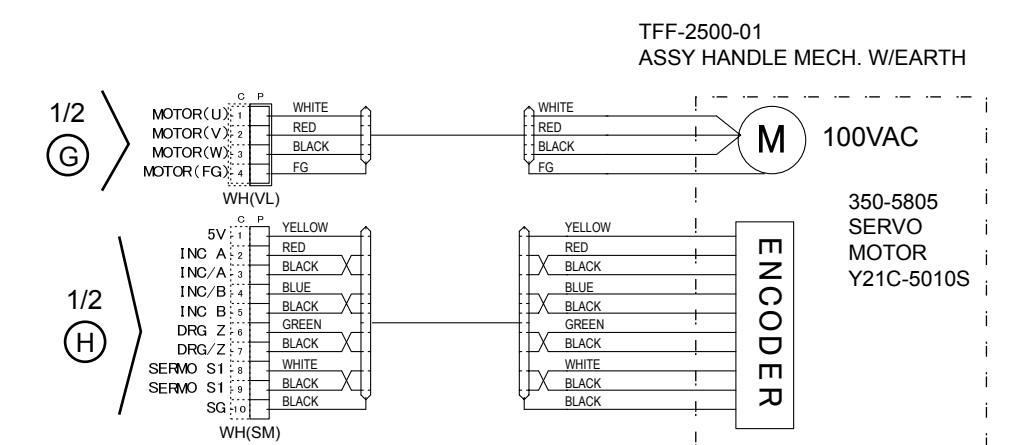 TFF-2500-01
ASSY HANDLE MECH. W/EARTH
1/2
G
C P
MOTOR(U) 1 WHITE WHITE
MOTOR(V) 2 RED RED
MOTOR(W) 3 BLACK BLACK
MOTOR(FG) 4 FG FG
WH(VL)
M
100VAC
350-5805
SERVO
MOTOR
Y21C-5010S
1/2
H
C P
5V 1 YELLOW YELLOW
INC A 2 RED RED
INC/A 3 BLACK BLACK
INC/B 4 BLUE BLUE
INC B 5 BLACK BLACK
DRG Z 6 GREEN GREEN
DRG/Z 7 BLACK BLACK
SERMO S1 8 WHITE WHITE
SERMO S1 9 BLACK BLACK
SG 10 BLACK BLACK
WH(SM)
ENCODER